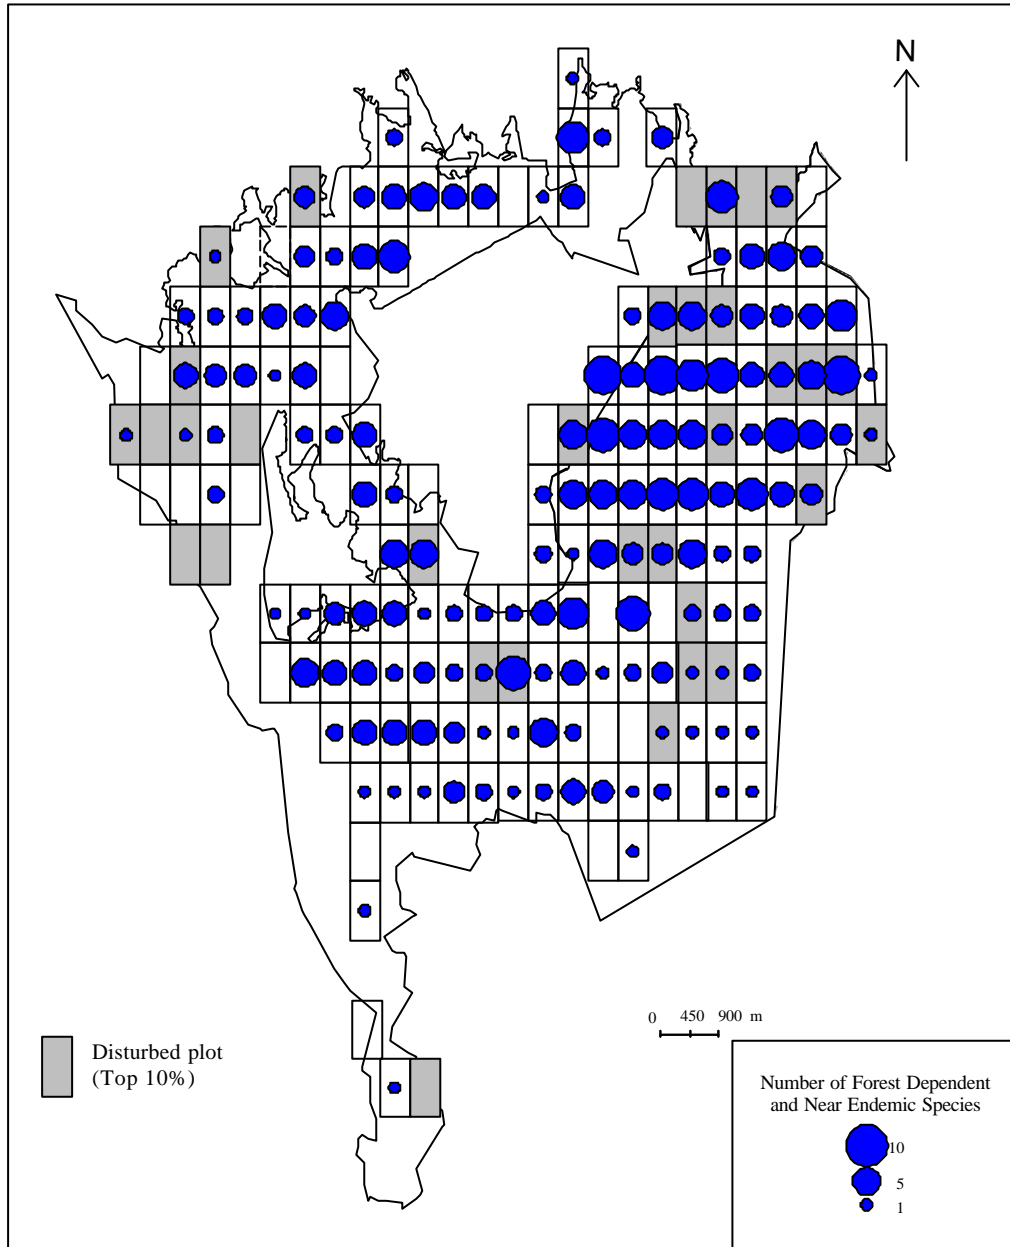 N
0 450 900 m
Disturbed plot
(Top 10%)
Number of Forest Dependent
and Near Endemic Species
10
5
1